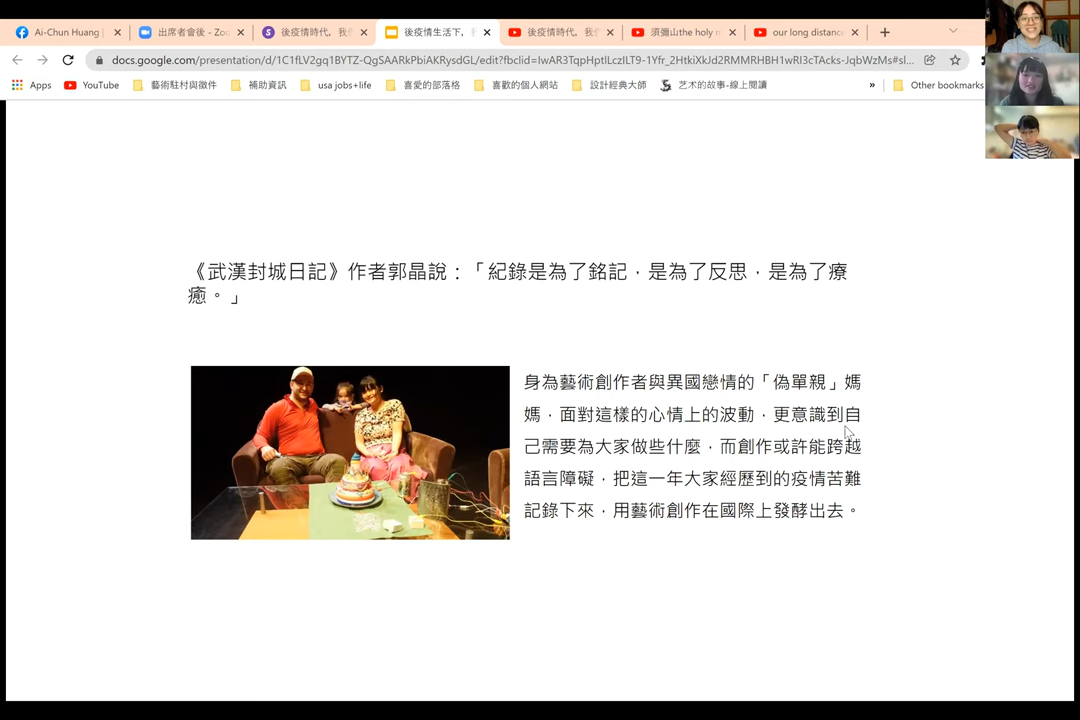 Ai-Chun Huang |
出席者會後 - Zoo
後疫情時代，我們
後疫情生活下，
後疫情時代，我們
須彌山the holy m
our long distance
docs.google.com/presentation/d/1C1fLV2gq1BYTZ-QgSAARkPbiAKRysdGL/edit?fbclid=IwAR3TqpHptlLczlLT9-1Yfr_2HtkiXkJd2RMMRHBH1wRI3cTAcks-JqbWzMs#sl...
Apps
YouTube
藝術駐村與徵件
補助資訊
usa jobs+life
喜愛的部落格
喜歡的個人網站
設計經典大師
艺术的故事-線上閱讀
»
Other bookmarks
《武漢封城日記》作者郭晶說：「紀錄是為了銘記，是為了反思，是為了療
癒。」
身為藝術創作者與異國戀情的「偽單親」媽
媽，面對這樣的心情上的波動，更意識到自
己需要為大家做些什麼，而創作或許能跨越
語言障礙，把這一年大家經歷到的疫情苦難
記錄下來，用藝術創作在國際上發酵出去。